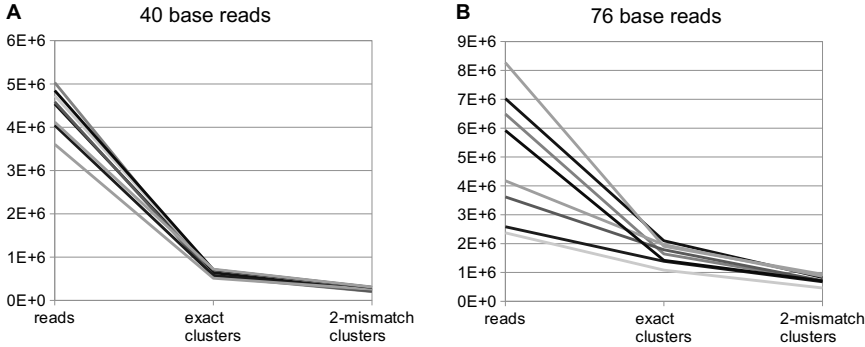 A
40 base reads
6E+6
5E+6
4E+6
3E+6
2E+6
1E+6
0E+0
reads
exact
clusters
2-mismatch
clusters
B
76 base reads
9E+6
8E+6
7E+6
6E+6
5E+6
4E+6
3E+6
2E+6
1E+6
0E+0
reads
exact
clusters
2-mismatch
clusters